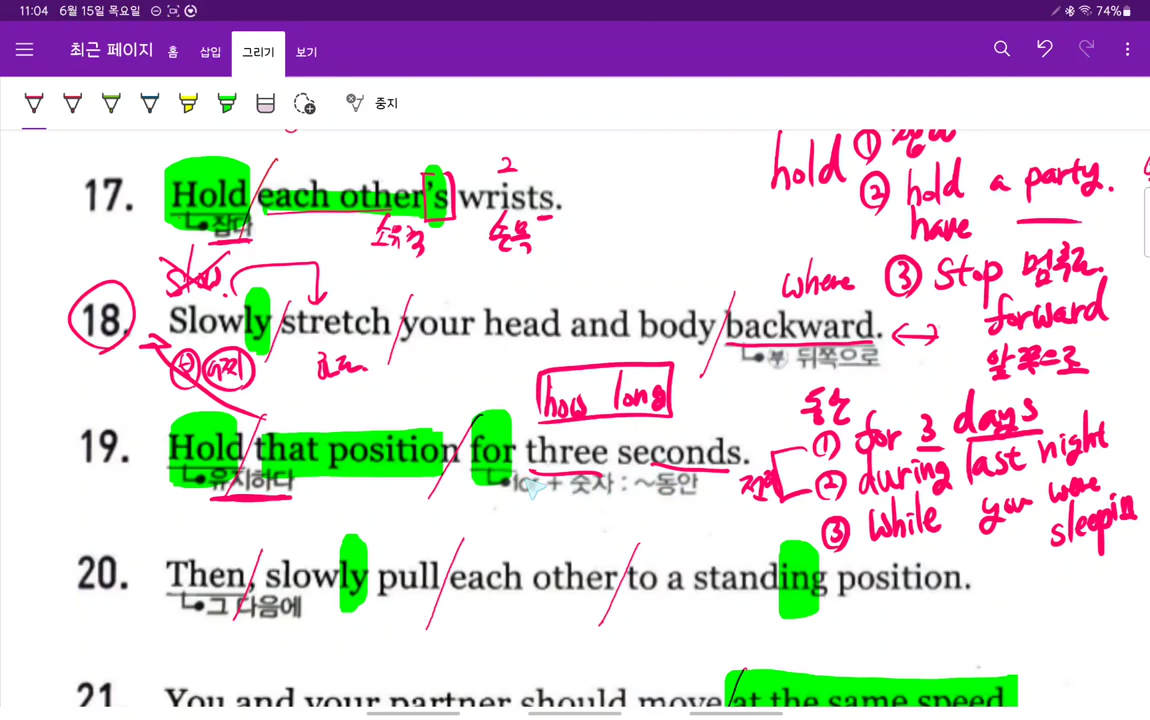 11:04 6월 15일 목요일 74%
최근 페이지 홈 삽입 그리기 보기
중지
hold ①
② hold a party.
have
17. Hold each other's wrists.
2
잡다 소유격 손목
where ③ Stop 멈추다
18. Slowly stretch your head and body backward. ↔ forward
부 뒤쪽으로 앞쪽으로
how long
동안
① for 3 days
19. Hold that position for three seconds.
유지하다 for + 숫자 : ~동안
② during last night
③ while you were sleeping
20. Then, slowly pull each other to a standing position.
그 다음에
21. You and your partner should move at the same speed